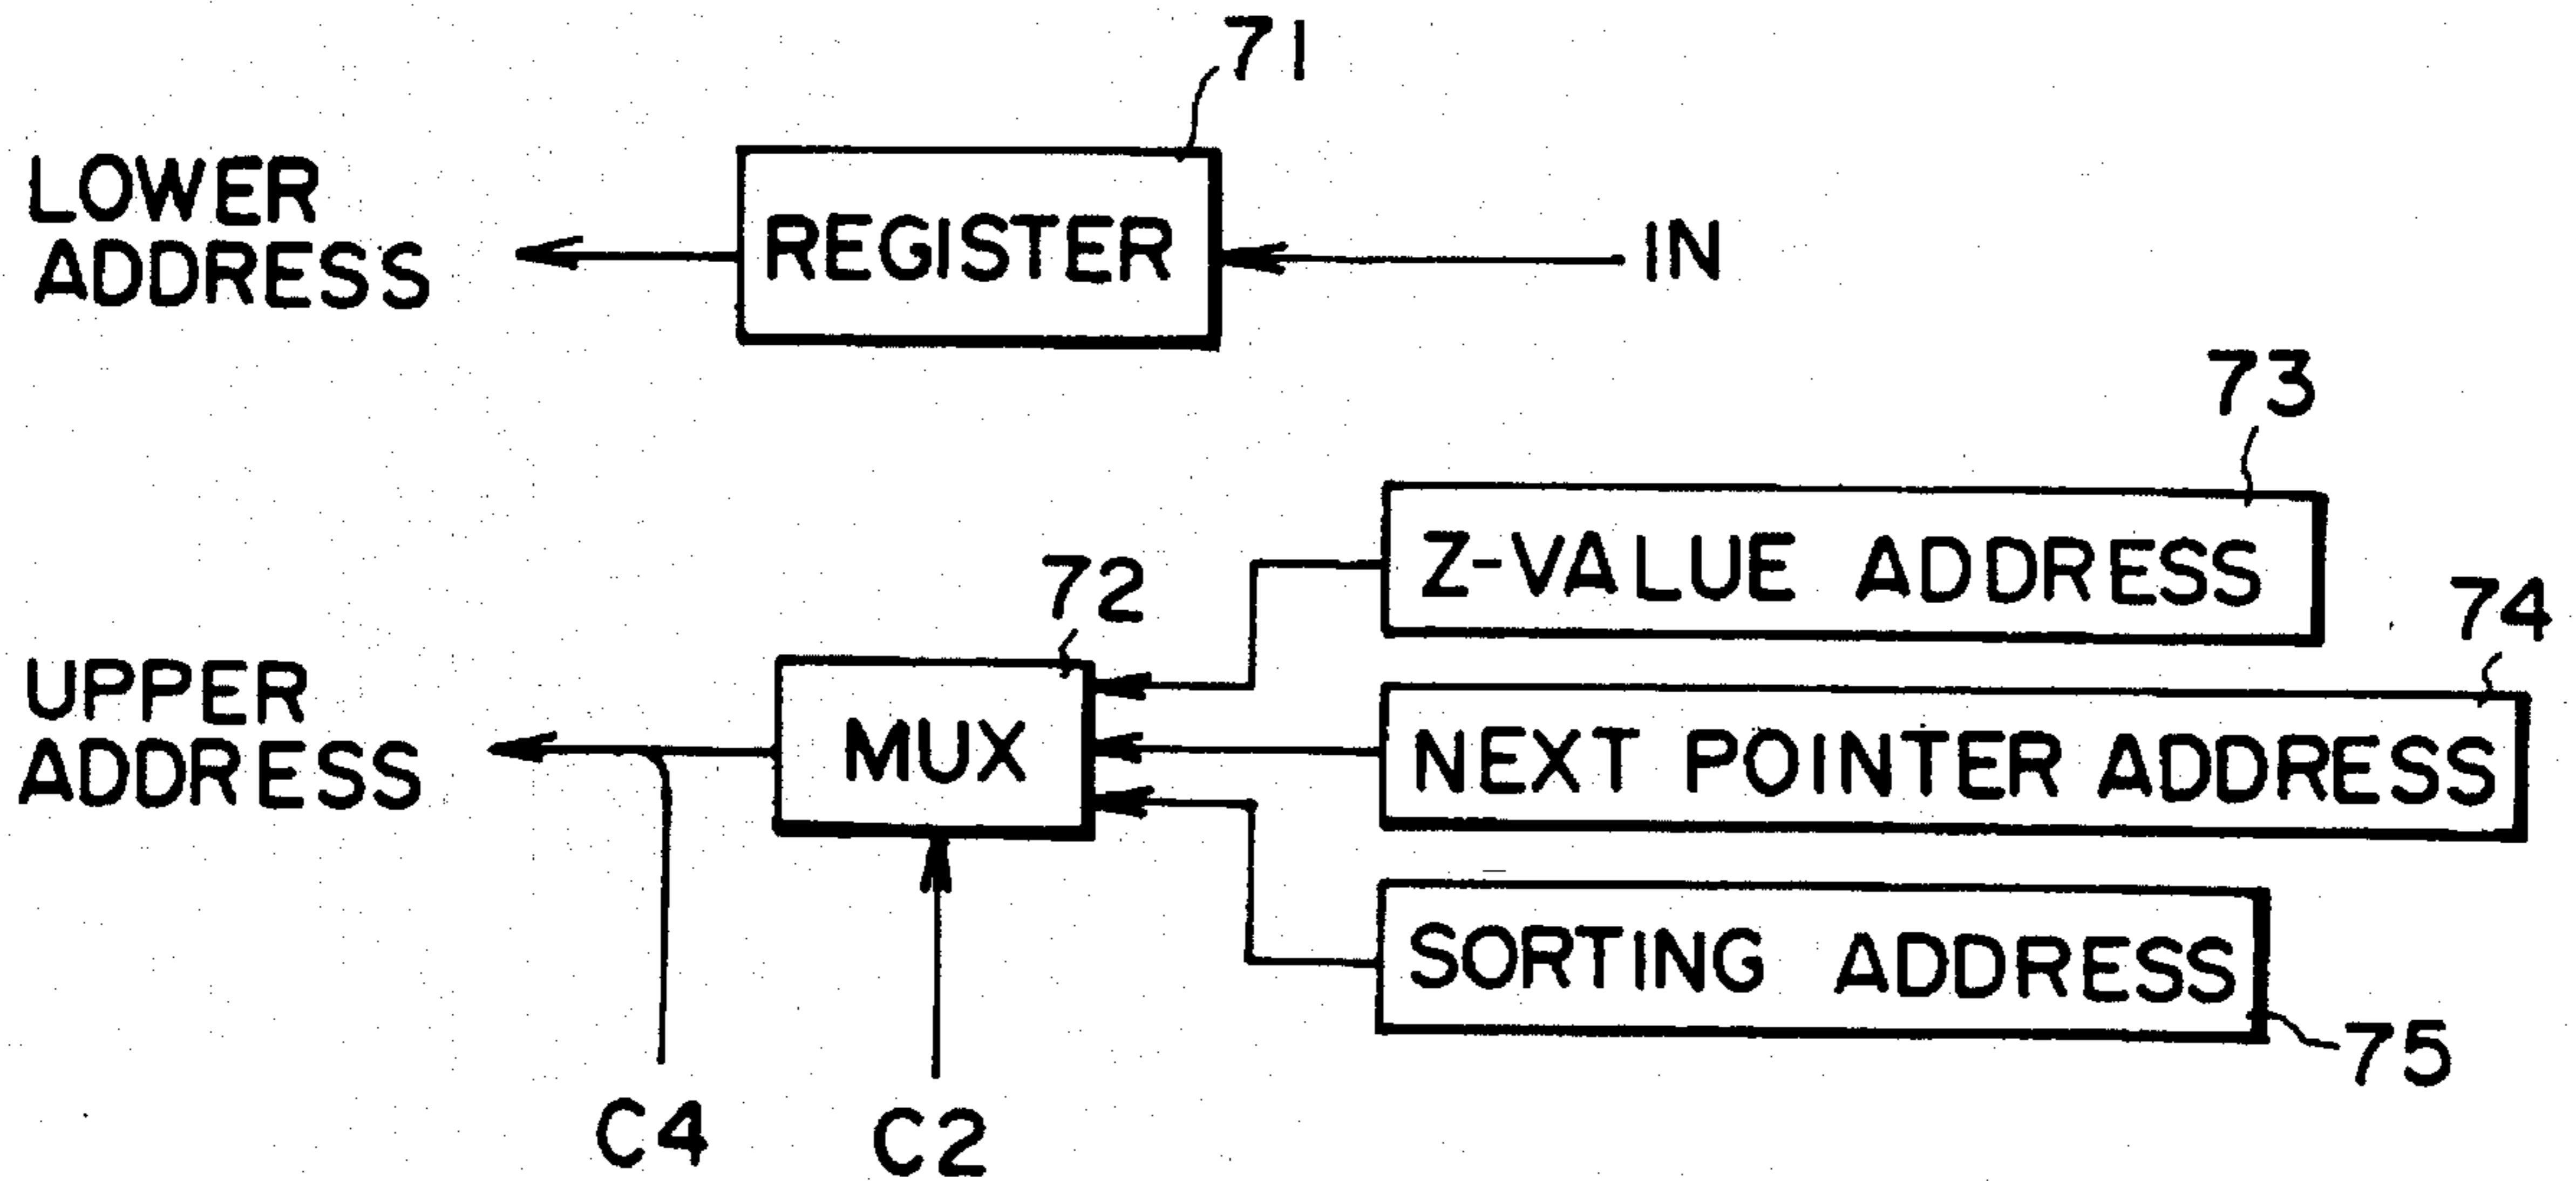 71
LOWER
ADDRESS
REGISTER
IN
73
Z-VALUE ADDRESS
72
74
UPPER
ADDRESS
MUX
NEXT POINTER ADDRESS
SORTING ADDRESS
75
C4
C2